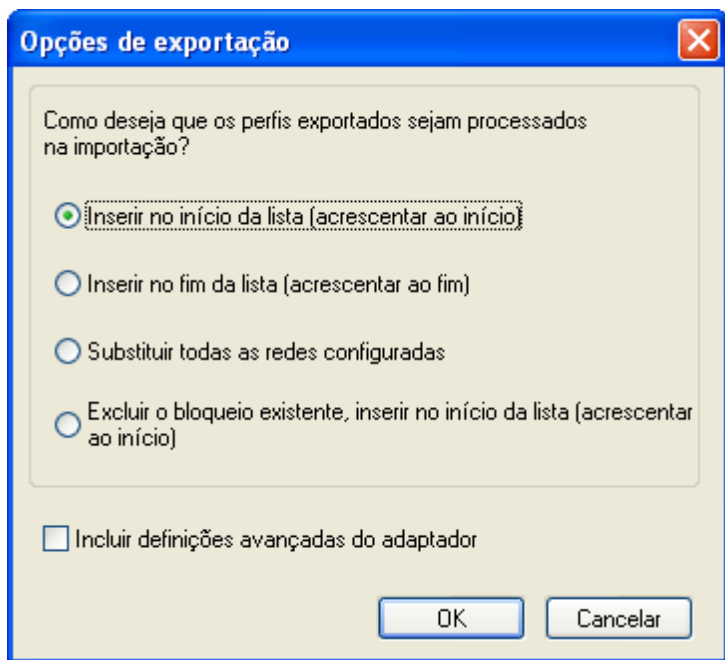 Opções de exportação
Como deseja que os perfis exportados sejam processados
na importação?
Inserir no início da lista (acrescentar ao início)
Inserir no fim da lista (acrescentar ao fim)
Substituir todas as redes configuradas
Excluir o bloqueio existente, inserir no início da lista (acrescentar
ao início)
Incluir definições avançadas do adaptador
OK
Cancelar